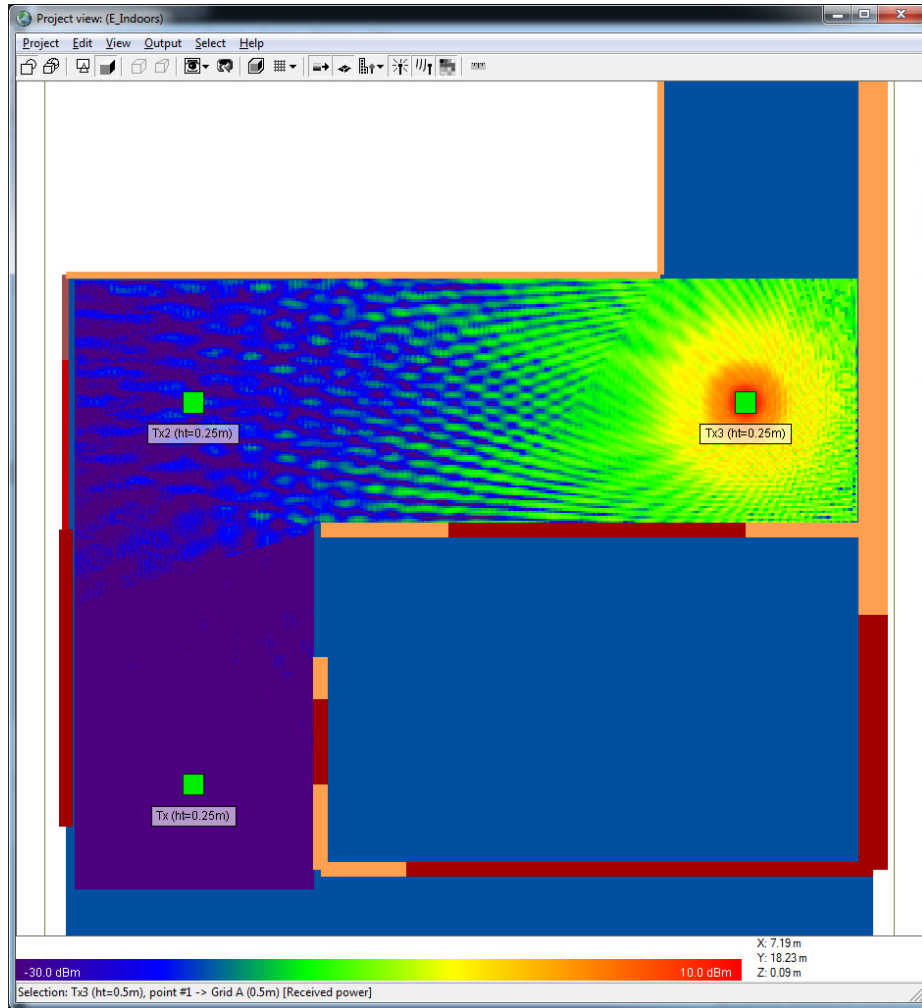 Project view: (E_Indoors)
Project Edit View Output Select Help
Tx2 (ht=0.25m)
Tx3 (ht=0.25m)
Tx (ht=0.25m)
-30.0 dBm
10.0 dBm
X: 7.19 m
Y: 18.23 m
Z: 0.09 m
Selection: Tx3 (ht=0.5m), point #1 -> Grid A (0.5m) [Received power]